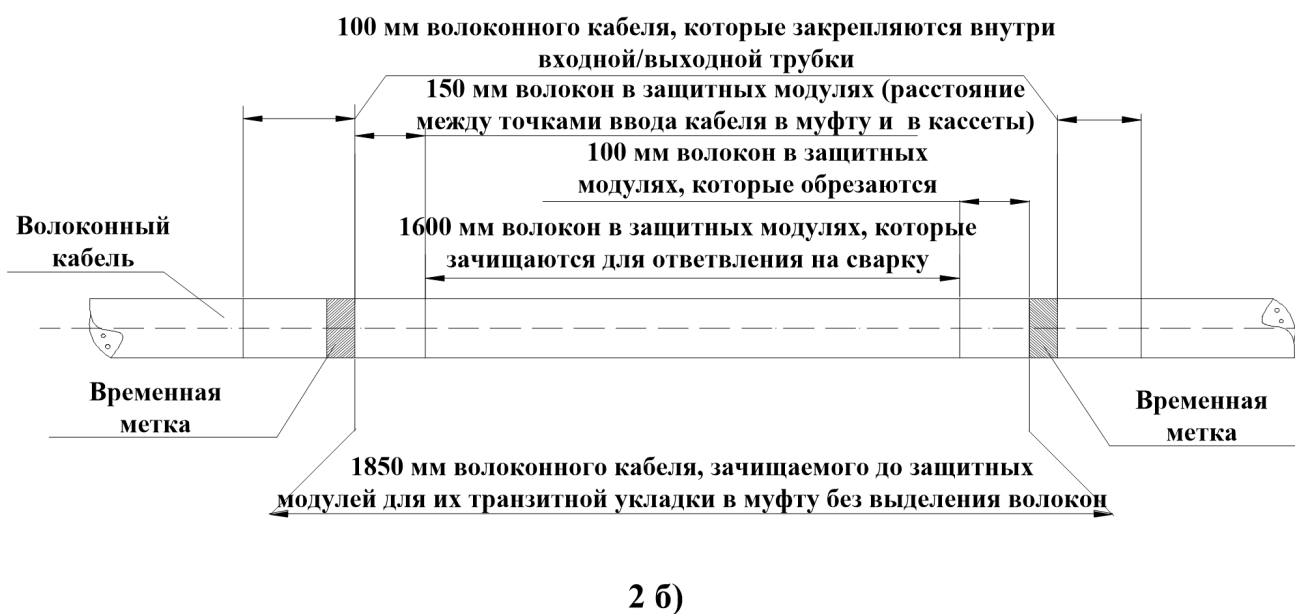 100 мм волоконного кабеля, которые закрепляются внутри
входной/выходной трубки
150 мм волокон в защитных модулях (расстояние
между точками ввода кабеля в муфту и в кассеты)
100 мм волокон в защитных
модулях, которые обрезаются
Волоконный
кабель
1600 мм волокон в защитных модулях, которые
зачищаются для ответвления на сварку
Временная
метка
Временная
метка
1850 мм волоконного кабеля, зачищаемого до защитных
модулей для их транзитной укладки в муфту без выделения волокон
2 б)